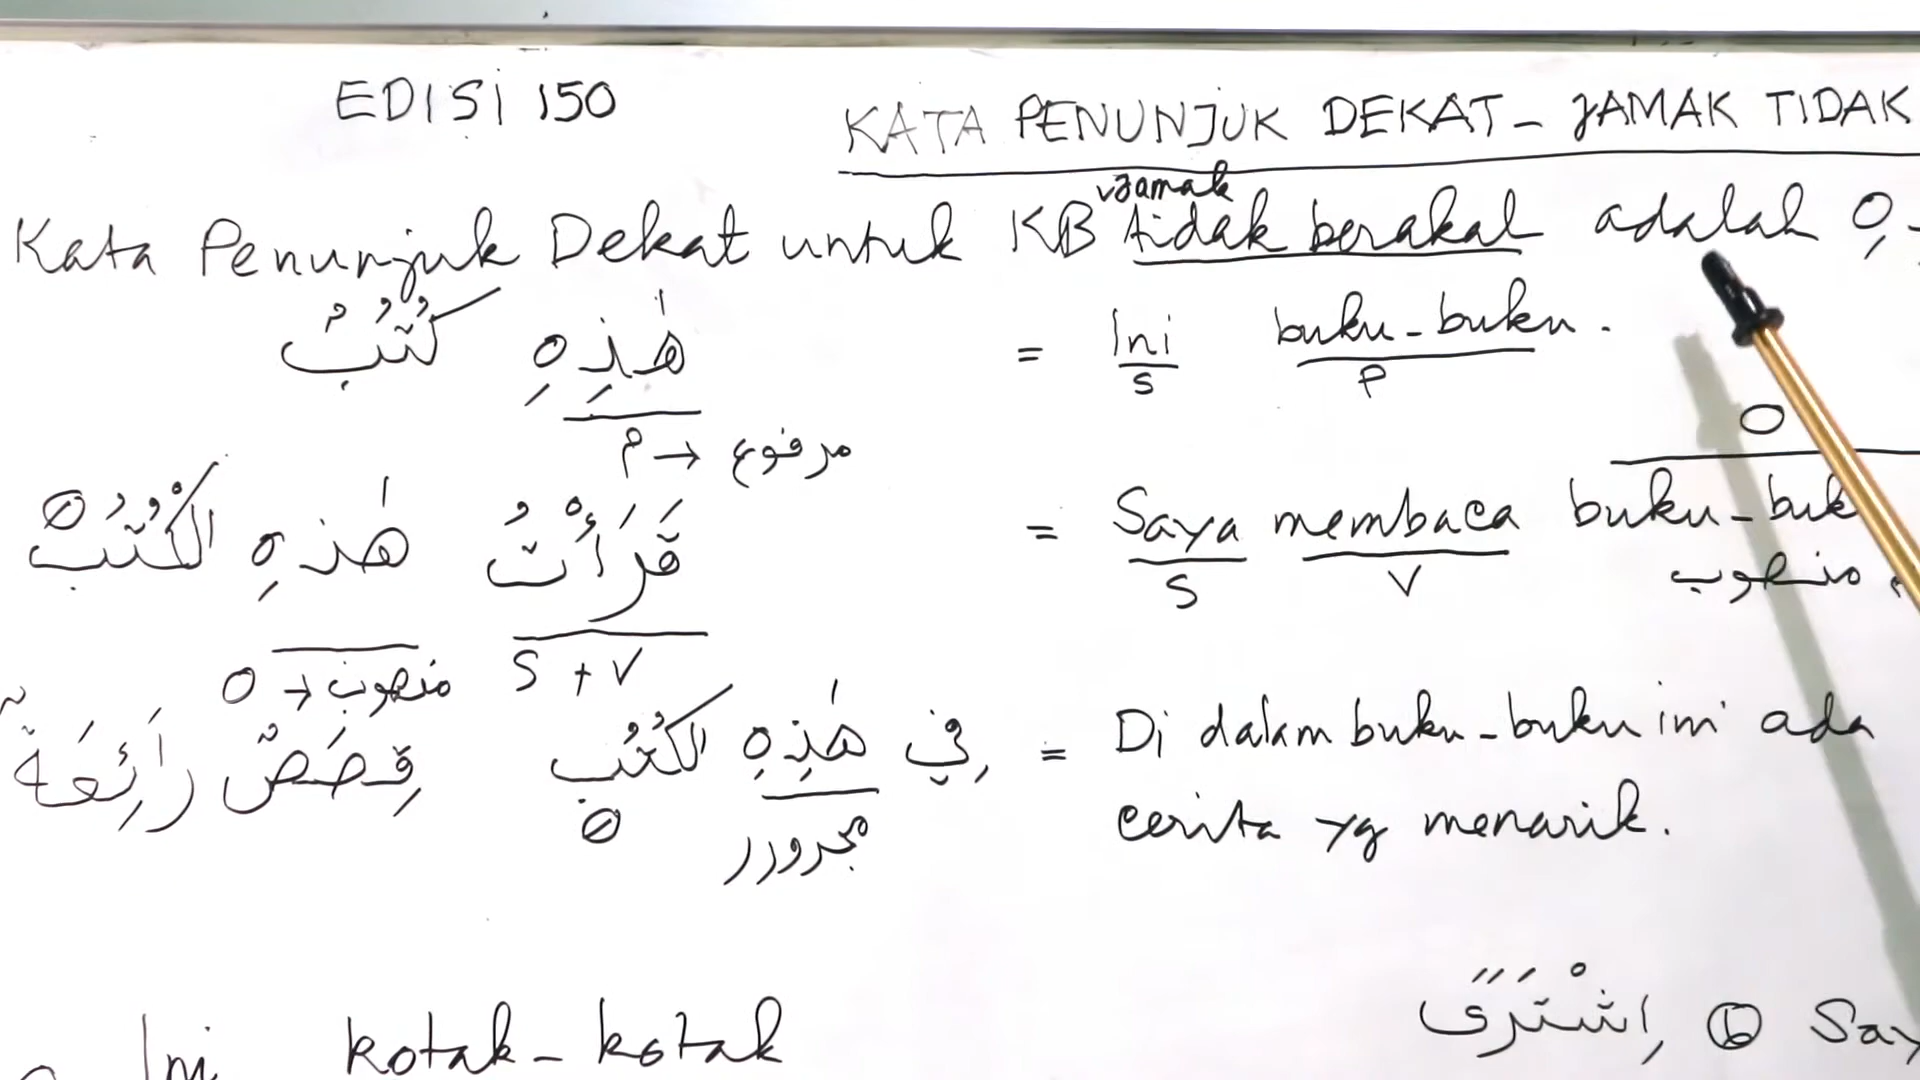 EDISI 150
KATA PENUNJUK DEKAT - JAMAK TIDAK
Kata Penunjuk Dekat untuk KB jamak tidak berakal adalah
هٰذِهِ كُتُبٌ = Ini buku-buku.
S P
م → مرفوع
O
قَرَأْتُ هٰذِهِ الْكُتُبَ = Saya membaca buku-buk
S V منصوب
S + V
O → منصوب
فِي هٰذِهِ الْكُتُبِ قِصَصٌ رَائِعَةٌ = Di dalam buku-buku ini ada
cerita yg menarik.
مجرور
اِشْتَرَى ⑥ Say
Ini kotak-kotak